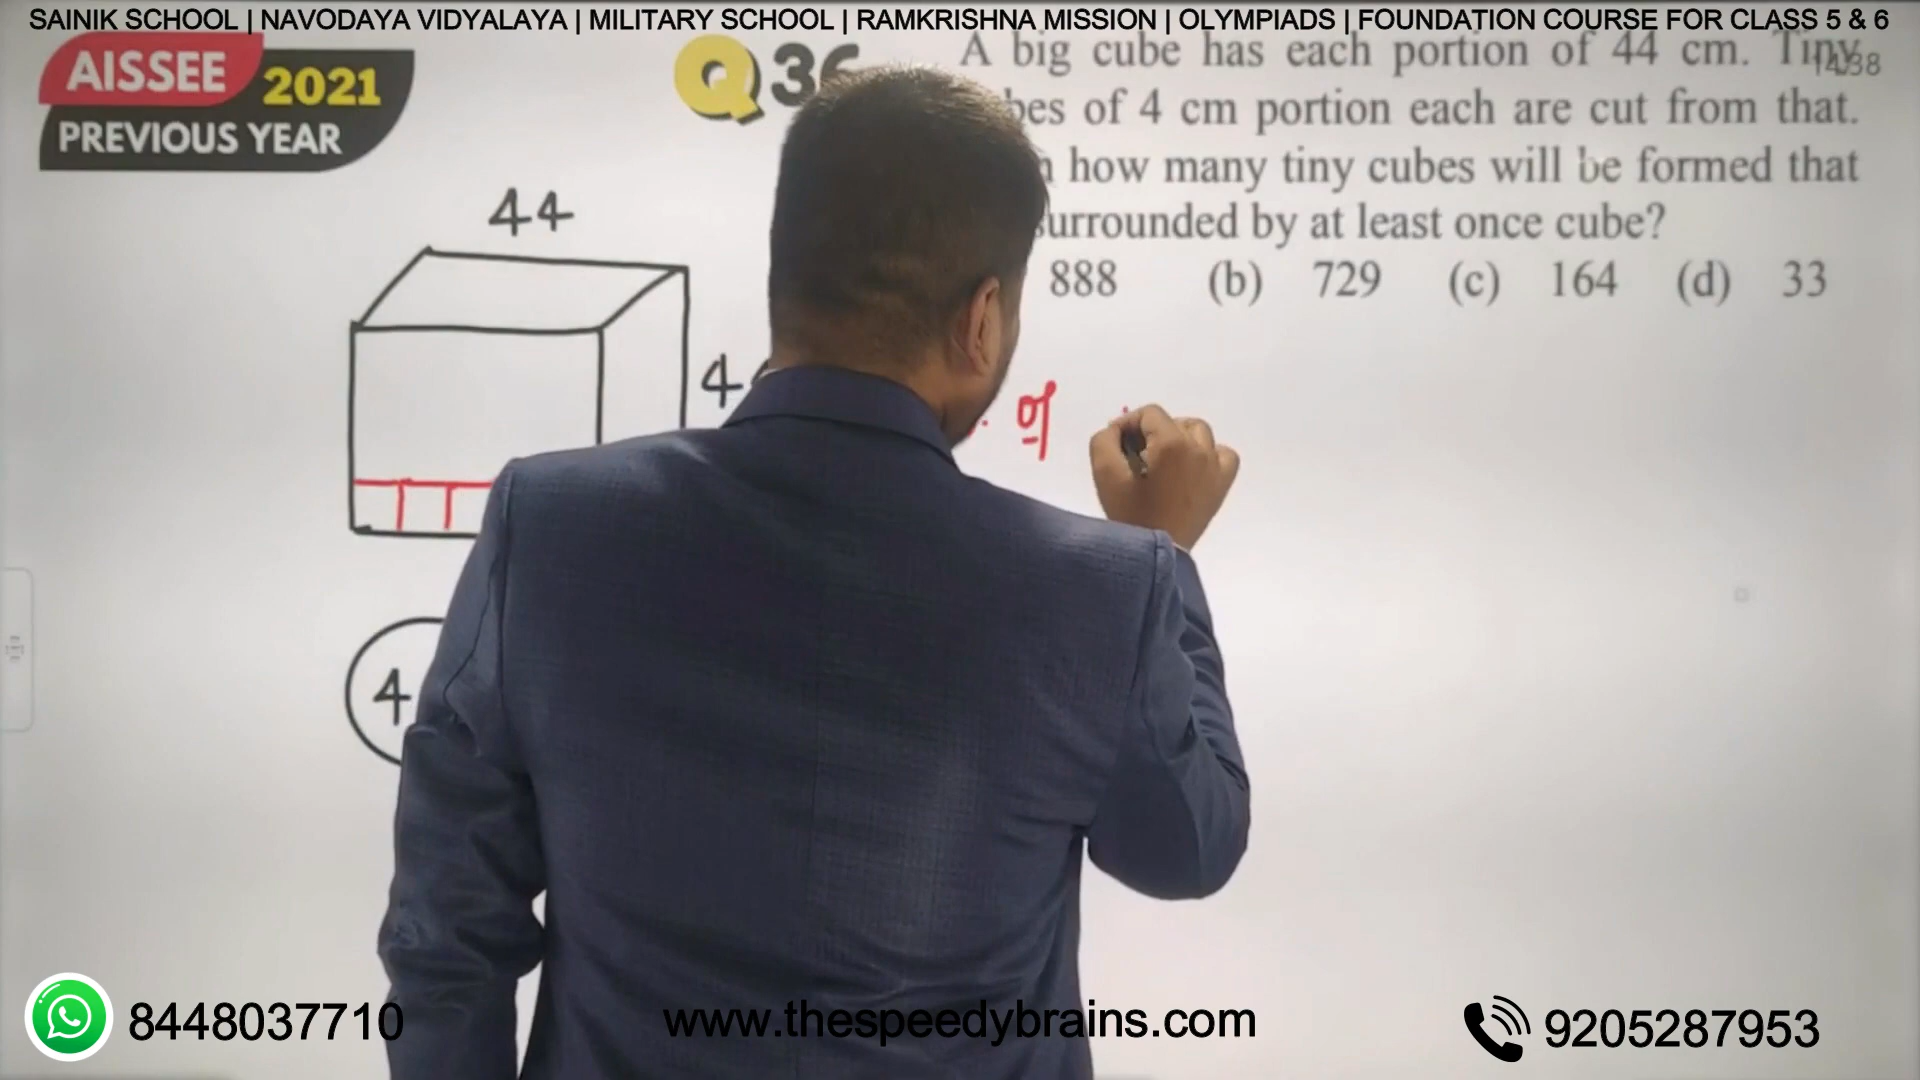 SAINIK SCHOOL | NAVODAYA VIDYALAYA | MILITARY SCHOOL | RAMKRISHNA MISSION | OLYMPIADS | FOUNDATION COURSE FOR CLASS 5 & 6
AISSEE 2021
PREVIOUS YEAR
Q
A big cube has each portion of 44 cm. Tiny
of 4 cm portion each are cut from that.
how many tiny cubes will be formed that
by at least once cube?
888 (b) 729 (c) 164 (d) 33
44
4
8448037710
www.thespeedybrains.com
9205287953